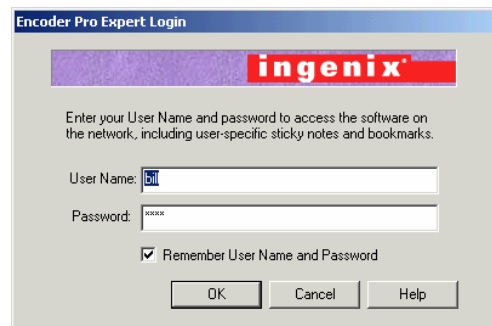 Encoder Pro Expert Login
ingenix
Enter your User Name and password to access the software on
the network, including user-specific sticky notes and bookmarks.
User Name: bill
Password: ****
Remember User Name and Password
OK Cancel Help